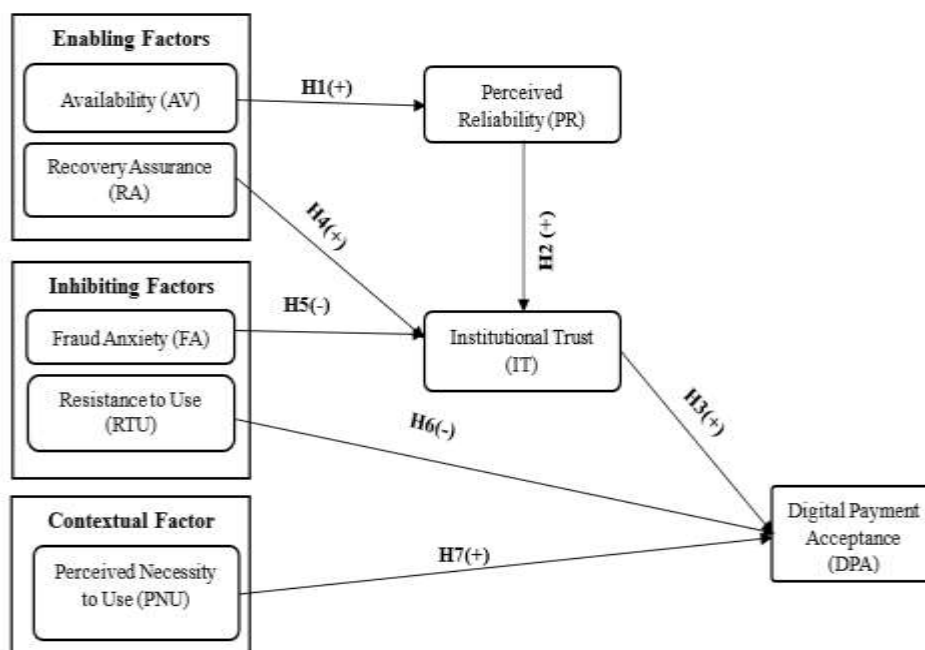 Enabling Factors
Availability (AV)
Recovery Assurance
(RA)
H1(+)
Perceived
Reliability (PR)
H4(+)
H2 (+)
Inhibiting Factors
Fraud Anxiety (FA)
Resistance to Use
(RTU)
H5(-)
Institutional Trust
(IT)
H6(-)
H3(+)
Contextual Factor
Perceived Necessity
to Use (PNU)
H7(+)
Digital Payment
Acceptance
(DPA)